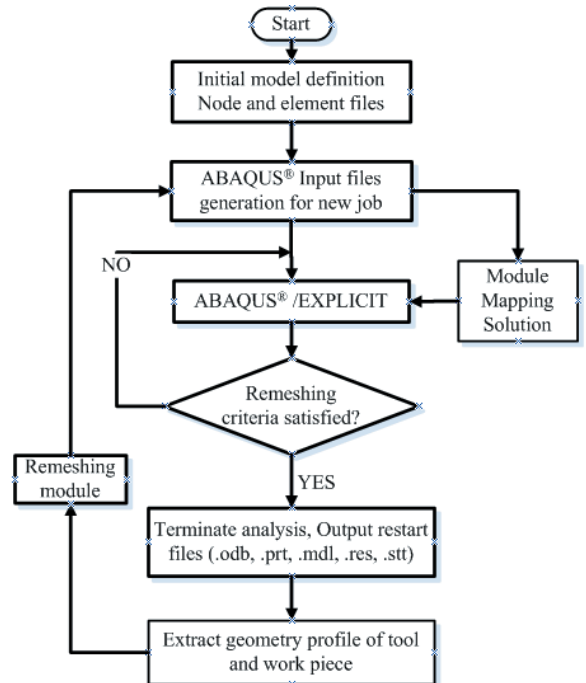 Start
Initial model definition
Node and element files
ABAQUS® Input files
generation for new job
NO
ABAQUS® /EXPLICIT
Module
Mapping
Solution
Remeshing
criteria satisfied?
YES
Remeshing
module
Terminate analysis, Output restart
files (.odb, .prt, .mdl, .res, .stt)
Extract geometry profile of tool
and work piece